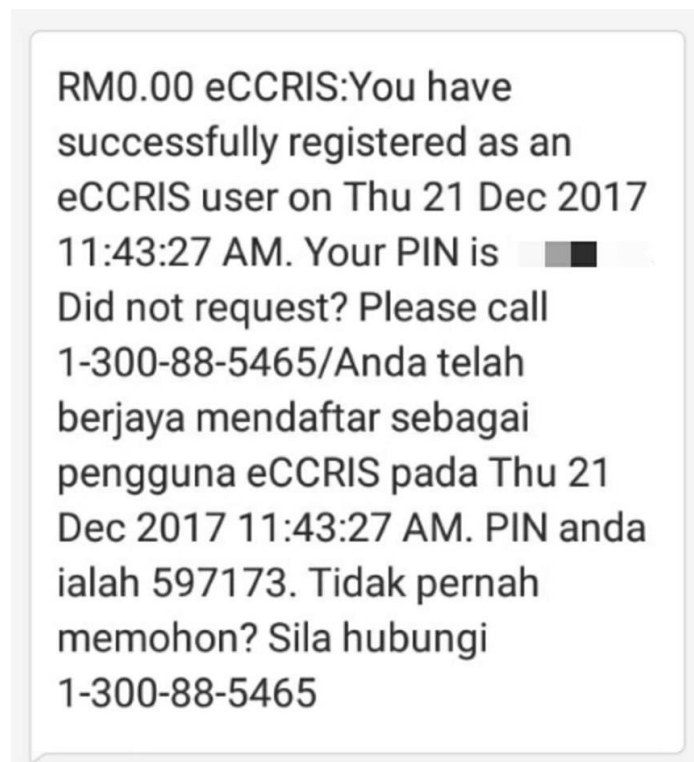 RM0.00 eCCRIS:You have
successfully registered as an
eCCRIS user on Thu 21 Dec 2017
11:43:27 AM. Your PIN is
Did not request? Please call
1-300-88-5465/Anda telah
berjaya mendaftar sebagai
pengguna eCCRIS pada Thu 21
Dec 2017 11:43:27 AM. PIN anda
ialah 597173. Tidak pernah
memohon? Sila hubungi
1-300-88-5465